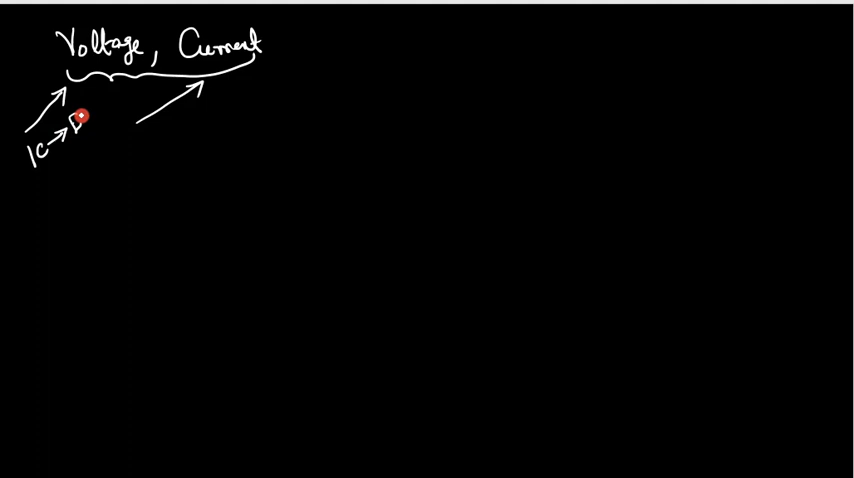 Voltage, Current
1C →